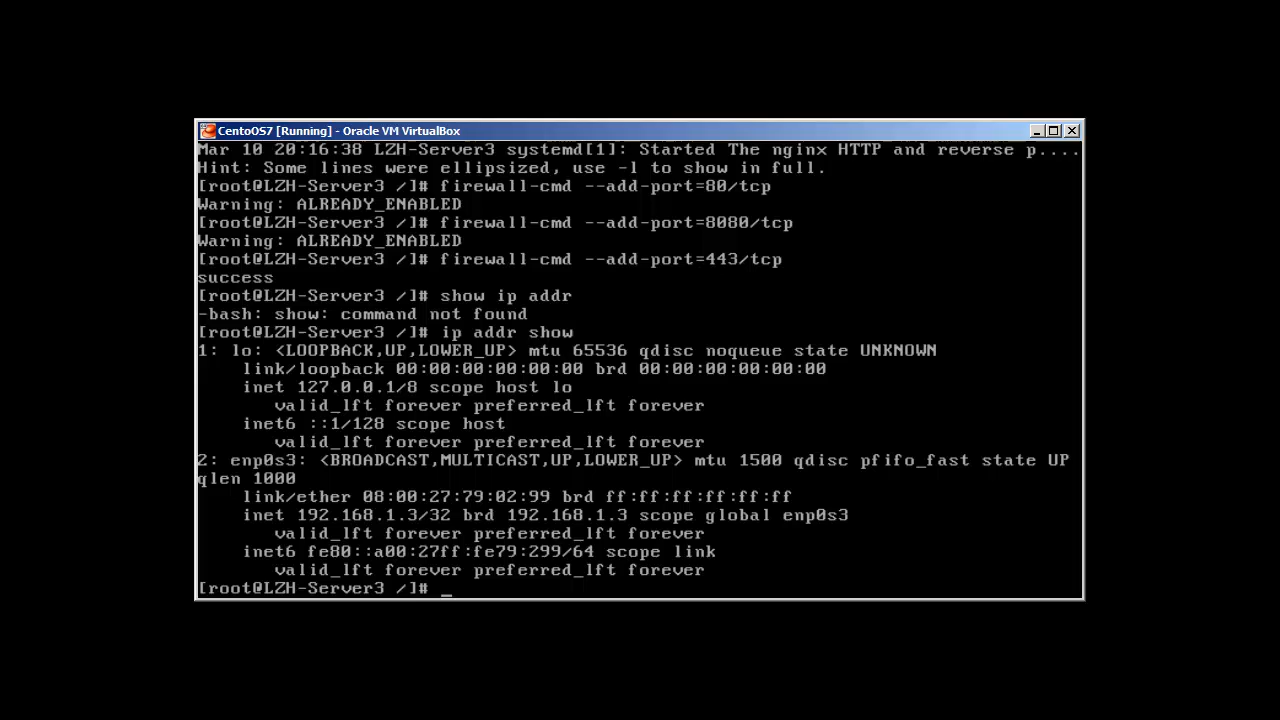 CentoOS7 [Running] - Oracle VM VirtualBox
Mar 10 20:16:38 LZH-Server3 systemd[1]: Started The nginx HTTP and reverse p....
Hint: Some lines were ellipsized, use -l to show in full.
[root@LZH-Server3 /]# firewall-cmd --add-port=80/tcp
Warning: ALREADY_ENABLED
[root@LZH-Server3 /]# firewall-cmd --add-port=8080/tcp
Warning: ALREADY_ENABLED
[root@LZH-Server3 /]# firewall-cmd --add-port=443/tcp
success
[root@LZH-Server3 /]# show ip addr
-bash: show: command not found
[root@LZH-Server3 /]# ip addr show
1: lo: <LOOPBACK,UP,LOWER_UP> mtu 65536 qdisc noqueue state UNKNOWN
    link/loopback 00:00:00:00:00:00 brd 00:00:00:00:00:00
    inet 127.0.0.1/8 scope host lo
       valid_lft forever preferred_lft forever
    inet6 ::1/128 scope host
       valid_lft forever preferred_lft forever
2: enp0s3: <BROADCAST,MULTICAST,UP,LOWER_UP> mtu 1500 qdisc pfifo_fast state UP
qlen 1000
    link/ether 08:00:27:79:02:99 brd ff:ff:ff:ff:ff:ff
    inet 192.168.1.3/32 brd 192.168.1.3 scope global enp0s3
       valid_lft forever preferred_lft forever
    inet6 fe80::a00:27ff:fe79:299/64 scope link
       valid_lft forever preferred_lft forever
[root@LZH-Server3 /]# _